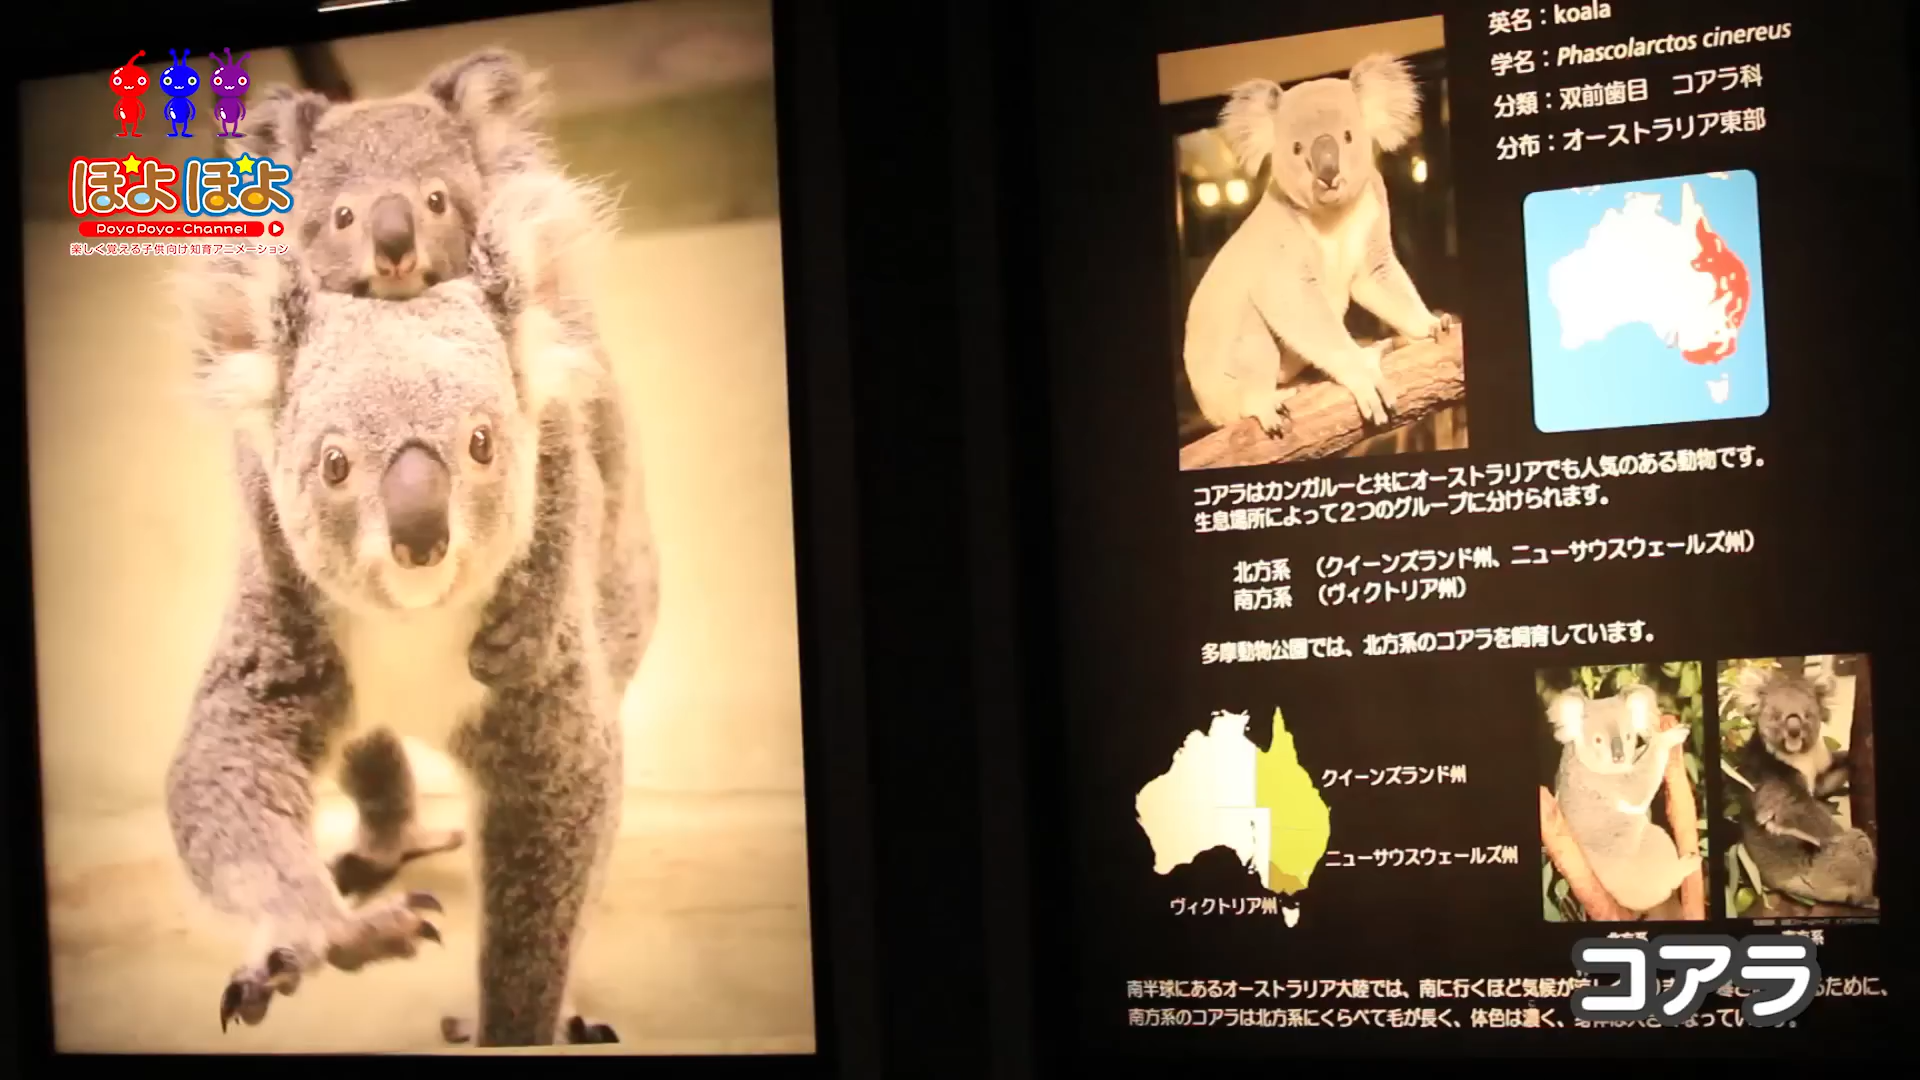 ぽよぽよ
PoyoPoyo-Channel
楽しく覚える子供向け知育アニメーション
英名：koala
学名：Phascolarctos cinereus
分類：双前歯目 コアラ科
分布：オーストラリア東部
コアラはカンガルーと共にオーストラリアでも人気のある動物です。
生息場所によって2つのグループに分けられます。
北方系 （クイーンズランド州、ニューサウスウェールズ州）
南方系 （ヴィクトリア州）
多摩動物公園では、北方系のコアラを飼育しています。
クイーンズランド州
ニューサウスウェールズ州
ヴィクトリア州
北方系
南方系
南半球にあるオーストラリア大陸では、南に行くほど気候が
るために、
南方系のコアラは北方系にくらべて毛が長く、体色は濃く、
なってい
コアラ